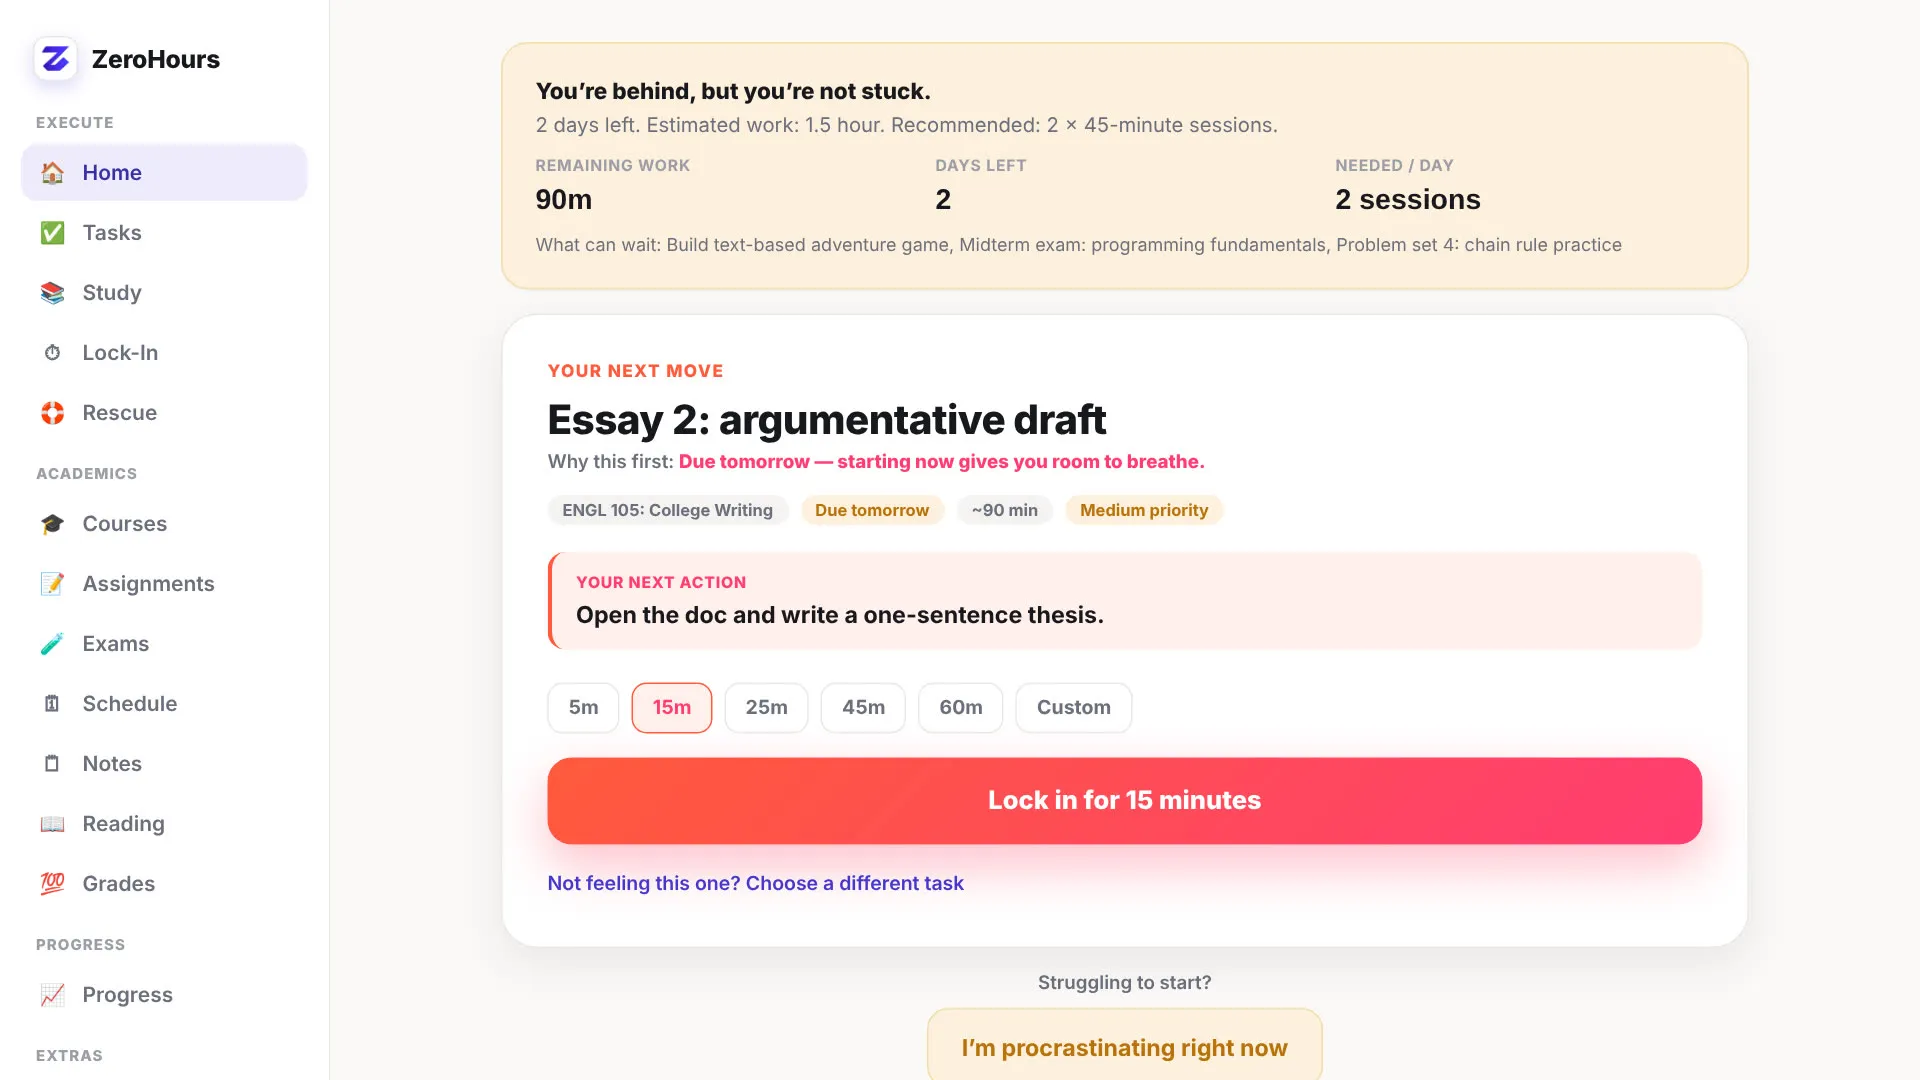 ZeroHours
EXECUTE
Home
Tasks
Study
Lock-In
Rescue
ACADEMICS
Courses
Assignments
Exams
Schedule
Notes
Reading
Grades
PROGRESS
Progress
EXTRAS
You’re behind, but you’re not stuck.
2 days left. Estimated work: 1.5 hour. Recommended: 2 × 45-minute sessions.
REMAINING WORK
90m
DAYS LEFT
2
NEEDED / DAY
2 sessions
What can wait: Build text-based adventure game, Midterm exam: programming fundamentals, Problem set 4: chain rule practice
YOUR NEXT MOVE
Essay 2: argumentative draft
Why this first: Due tomorrow — starting now gives you room to breathe.
ENGL 105: College Writing
Due tomorrow
~90 min
Medium priority
YOUR NEXT ACTION
Open the doc and write a one-sentence thesis.
5m
15m
25m
45m
60m
Custom
Lock in for 15 minutes
Not feeling this one? Choose a different task
Struggling to start?
I’m procrastinating right now